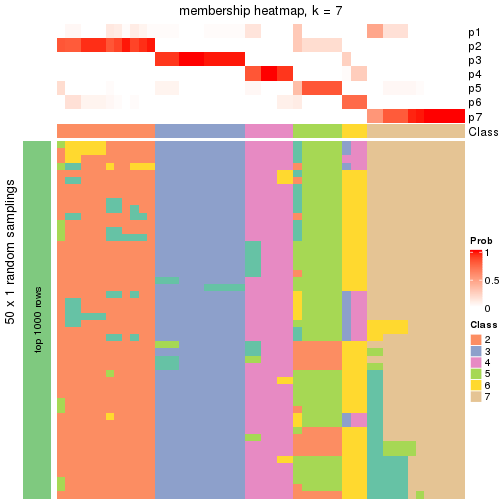 membership heatmap, k = 7
p1
p2
p3
p4
p5
p6
p7
Class
50 x 1 random samplings
top 1000 rows
Prob
1
0.5
0
Class
2
3
4
5
6
7